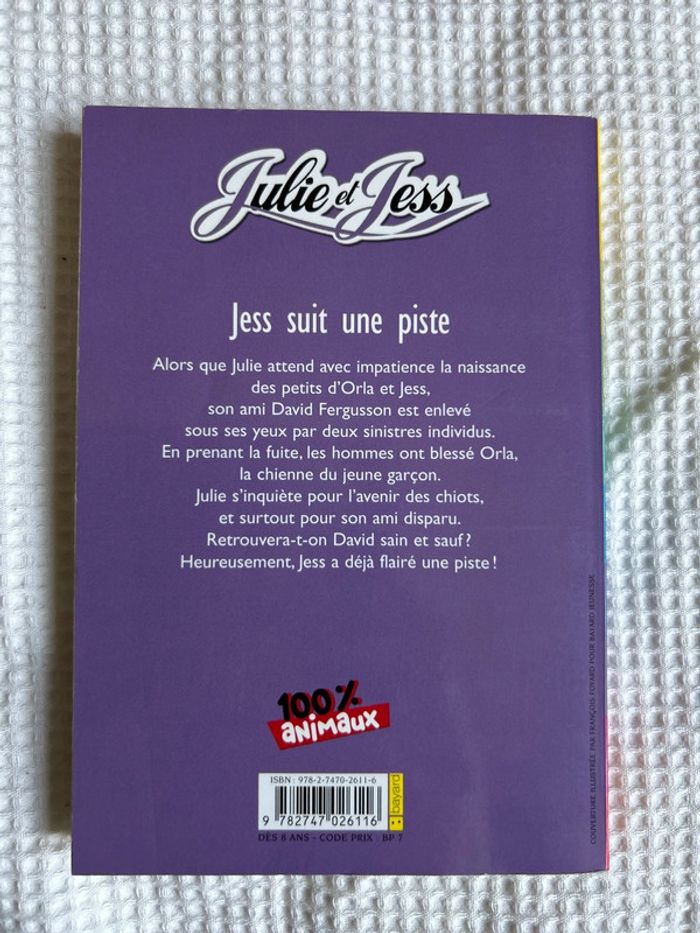 Julie et Jess
Jess suit une piste
Alors que Julie attend avec impatience la naissance
des petits d'Orla et Jess,
son ami David Fergusson est enlevé
sous ses yeux par deux sinistres individus.
En prenant la fuite, les hommes ont blessé Orla,
la chienne du jeune garçon.
Julie s'inquiète pour l'avenir des chiots,
et surtout pour son ami disparu.
Retrouvera-t-on David sain et sauf ?
Heureusement, Jess a déjà flairé une piste !
100%
animaux
ISBN : 978-2-7470-2611-6
bayard
9 782747 026116
DÈS 8 ANS - CODE PRIX : BP 7
COUVERTURE ILLUSTRÉE PAR FRANÇOIS FOYARD POUR BAYARD JEUNESSE